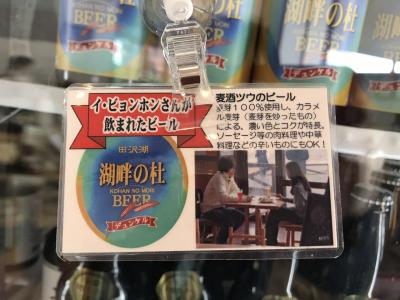 湖畔の杜
BEER
イ・ビョンホンさんが
飲まれたビール
田沢湖
湖畔の杜
KOHAN NO MORI
BEER
デュンケル
麦酒ツウのビール
麦芽100%使用し、カラメ
ル麦芽(麦芽を炒ったもの)
による、濃い色とコクが特長。
ソーセージ等の肉料理や中華
料理などの辛いものにもOK!